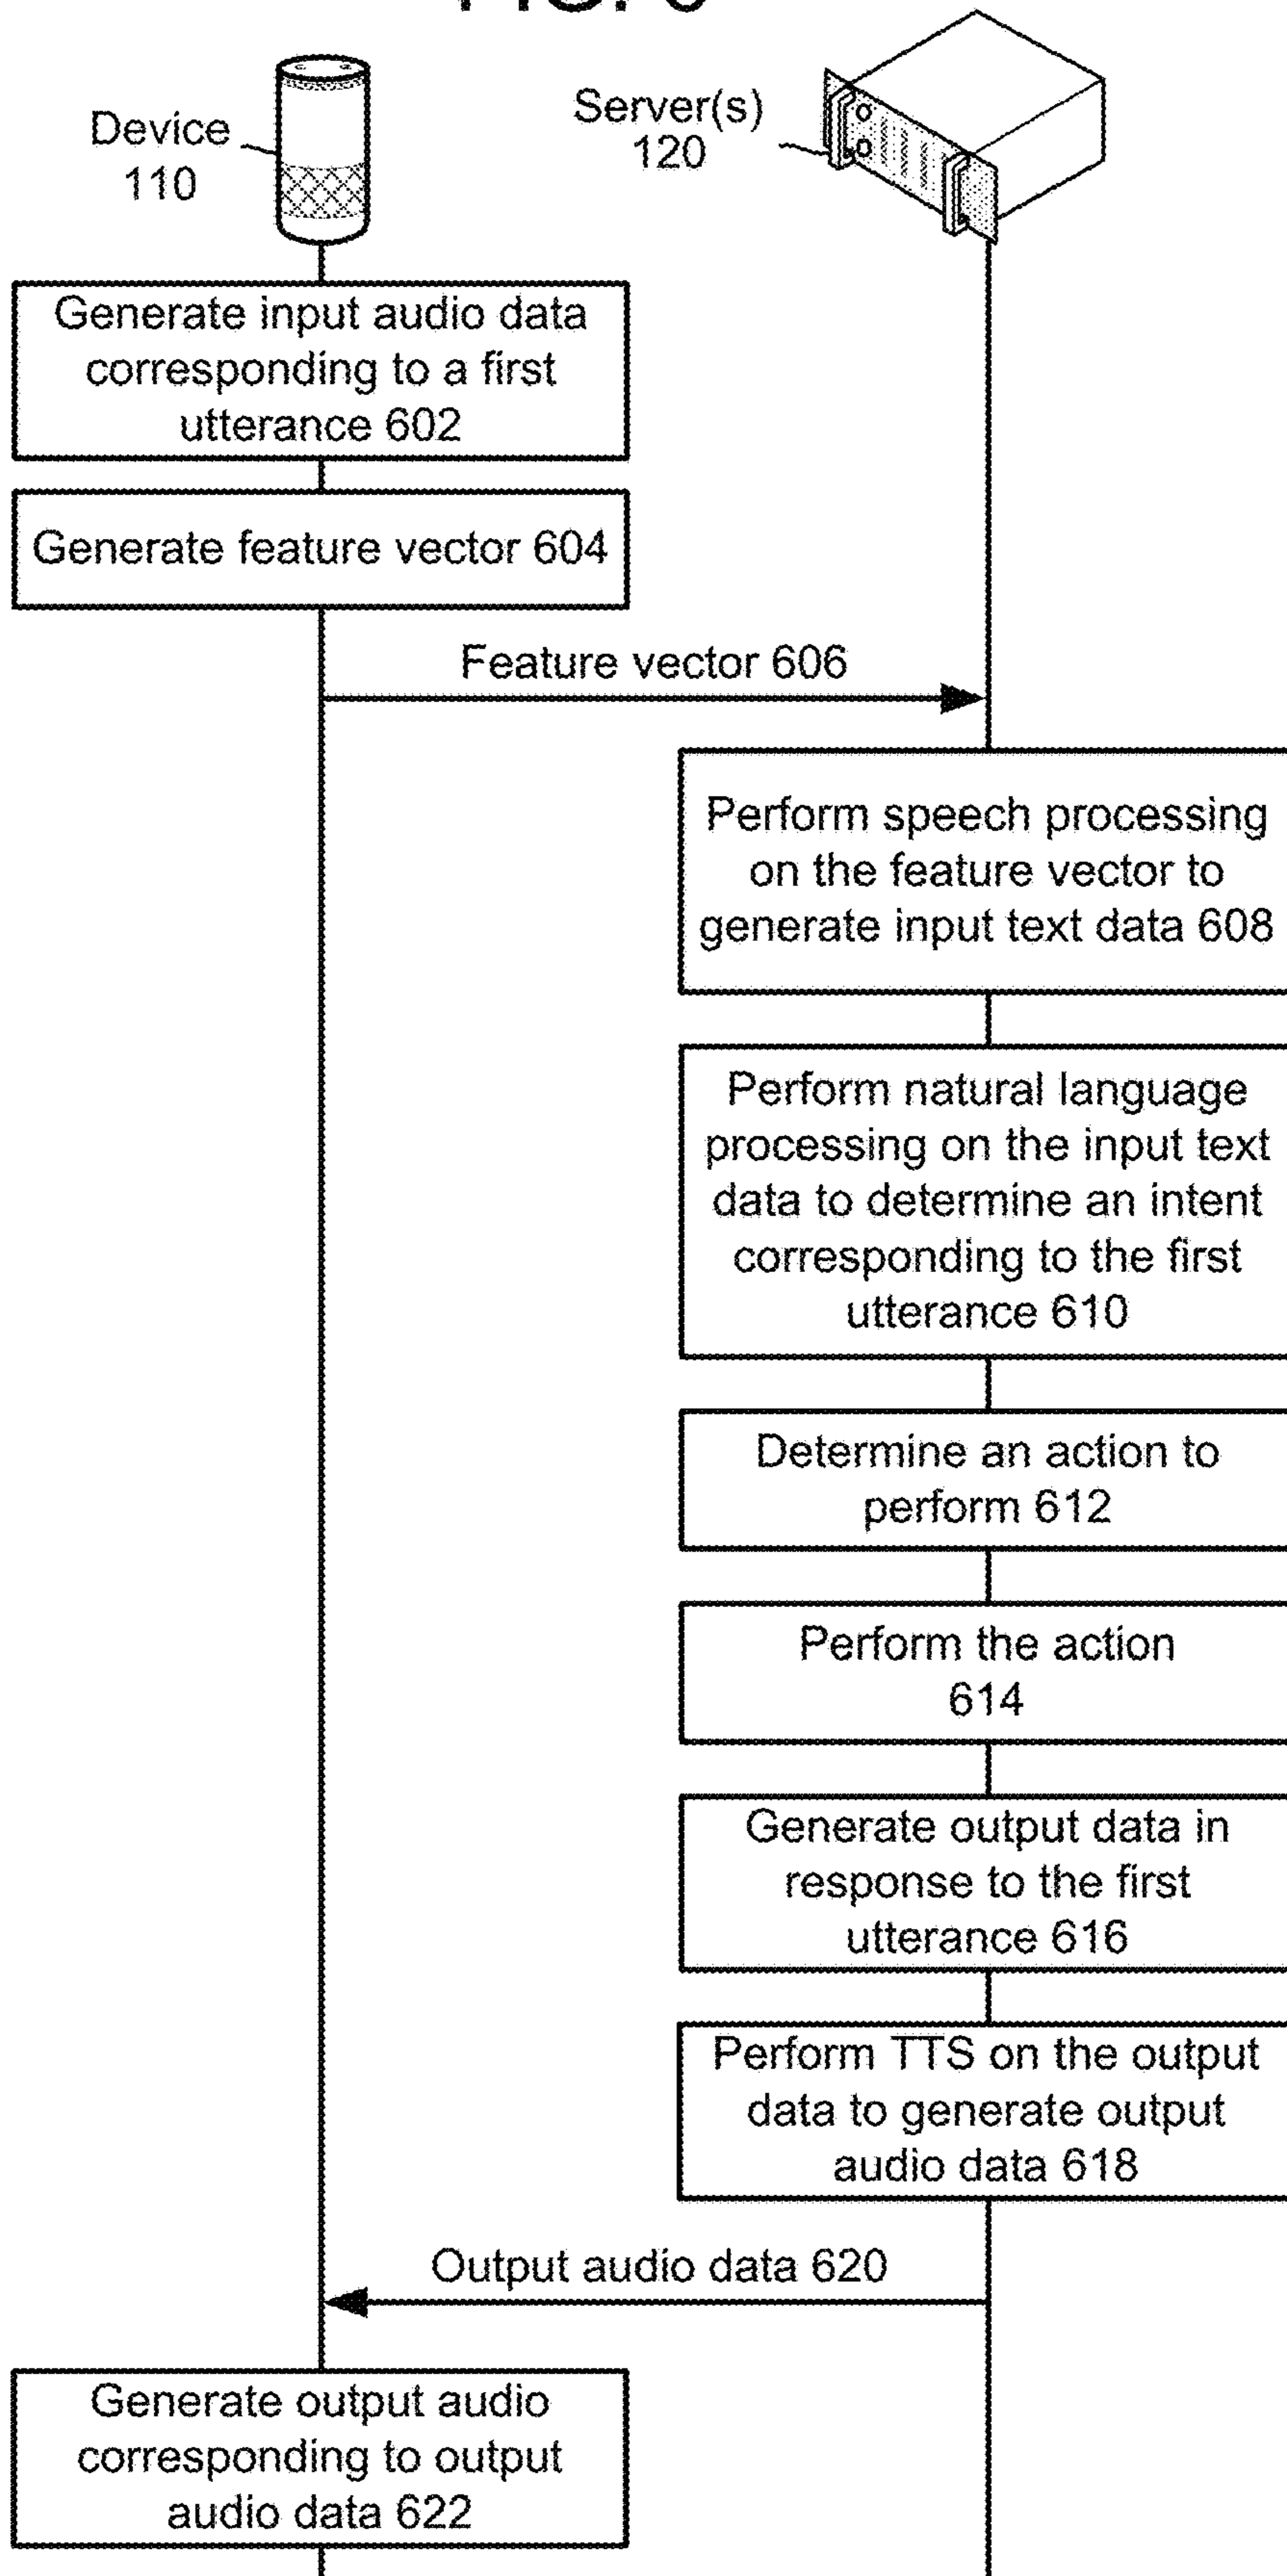 Device
110
Server(s)
120
Generate input audio data
corresponding to a first
utterance 602
Generate feature vector 604
Feature vector 606
Perform speech processing
on the feature vector to
generate input text data 608
Perform natural language
processing on the input text
data to determine an intent
corresponding to the first
utterance 610
Determine an action to
perform 612
Perform the action
614
Generate output data in
response to the first
utterance 616
Perform TTS on the output
data to generate output
audio data 618
Output audio data 620
Generate output audio
corresponding to output
audio data 622